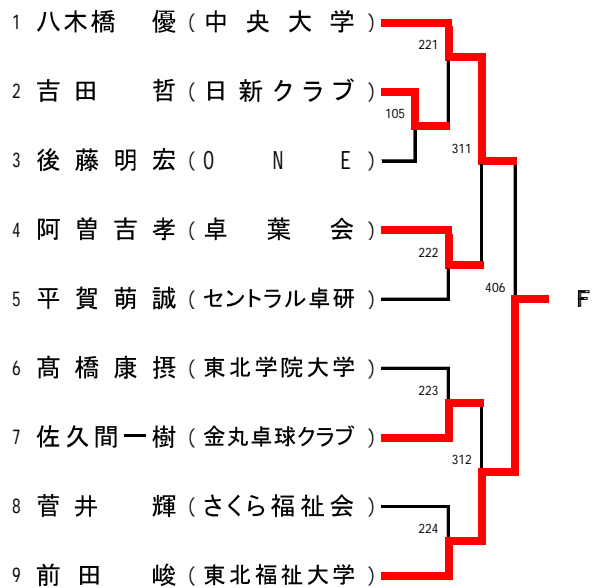 1 八木橋 優 ( 中央大学 )
221
2 吉田 哲 ( 日新クラブ )
105
3 後藤明宏 ( O N E )
311
4 阿曽吉孝 ( 卓葉会 )
222
5 平賀萌誠 ( セントラル卓研 )
406
F
6 髙橋康摂 ( 東北学院大学 )
223
7 佐久間一樹 ( 金丸卓球クラブ )
312
8 菅井 輝 ( さくら福祉会 )
224
9 前田 峻 ( 東北福祉大学 )